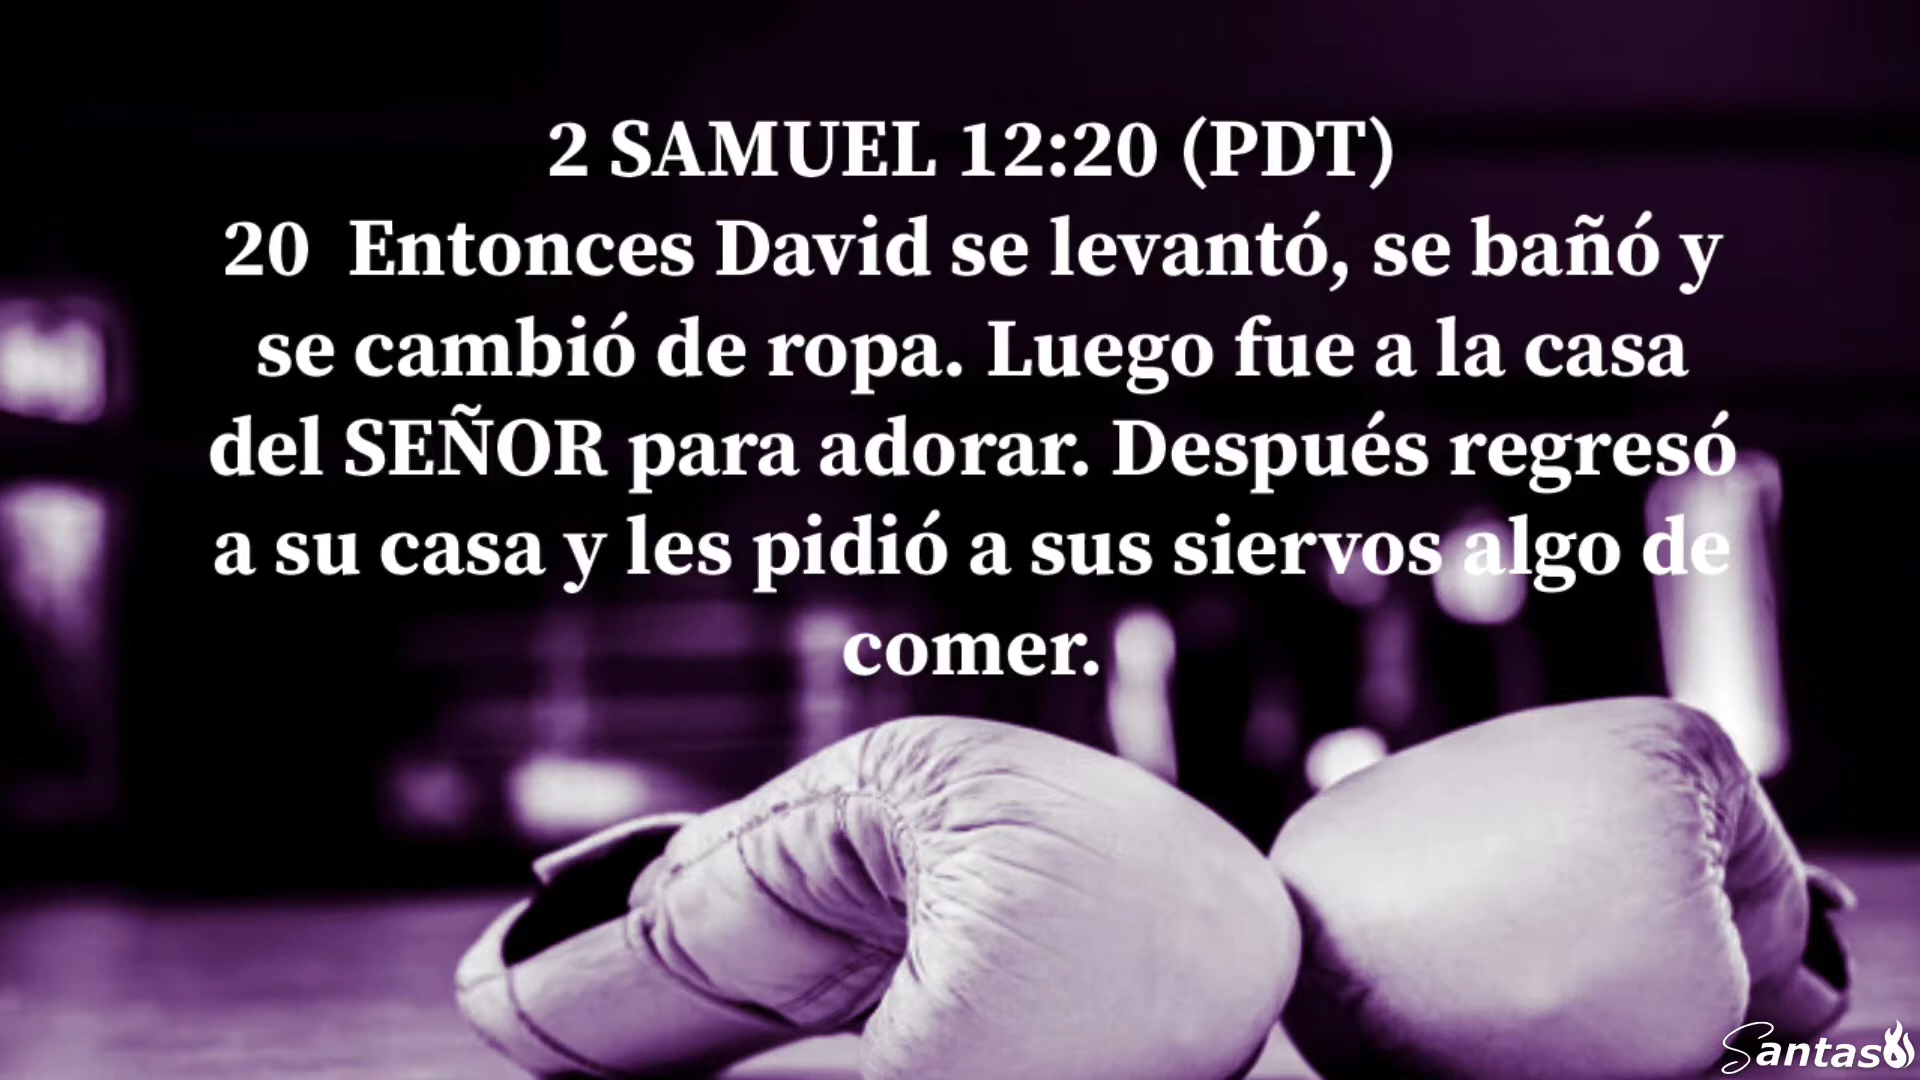 2 SAMUEL 12:20 (PDT)
20 Entonces David se levantó, se bañó y
se cambió de ropa. Luego fue a la casa
del SEÑOR para adorar. Después regresó
a su casa y les pidió a sus siervos algo de
comer.
Santas